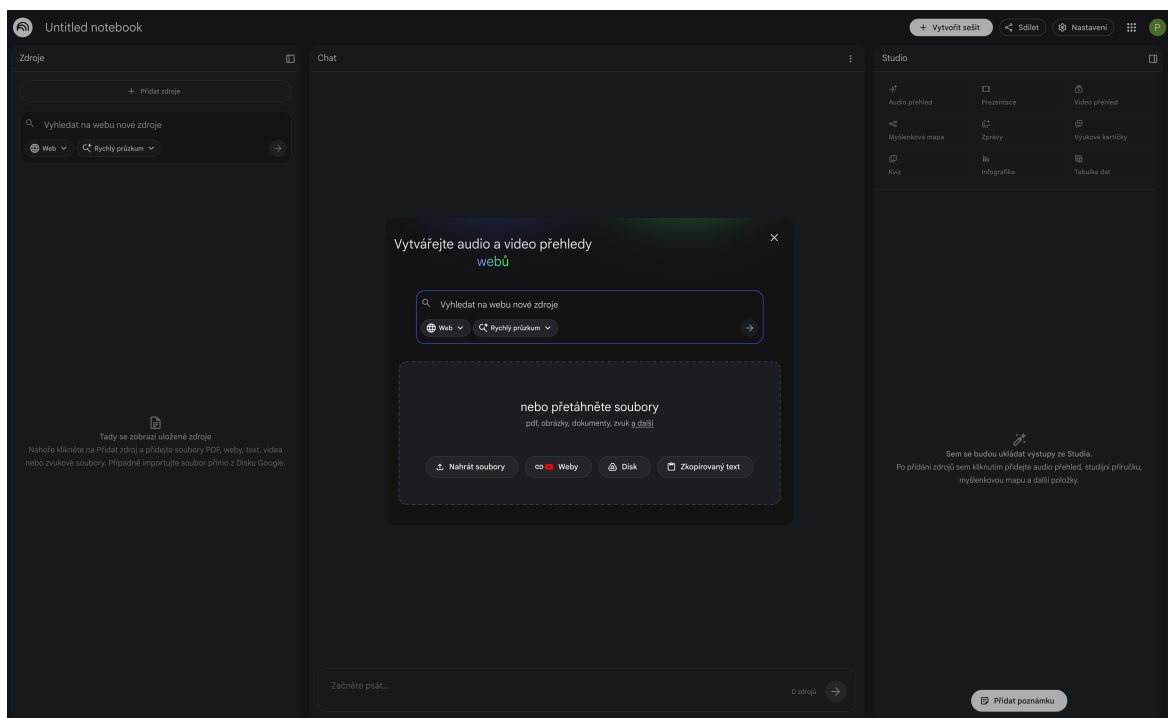 Untitled notebook
+ Vytvořit sešit
Sdílet
Nastavení
P
Zdroje
+ Přidat zdroje
Vyhledat na webu nové zdroje
Web
Rychlý průzkum
Tady se zobrazí uložené zdroje
Nahoře klikněte na Přidat zdroj a přidejte soubory PDF, weby, text, videa
nebo zvukové soubory. Případně importujte soubor přímo z Disku Google.
Chat
Vytvářejte audio a video přehledy
webů
Vyhledat na webu nové zdroje
Web
Rychlý průzkum
nebo přetáhněte soubory
pdf, obrázky, dokumenty, zvuk a další
Nahrát soubory
Weby
Disk
Zkopírovaný text
Začněte psát...
0 zdrojů
Studio
Audio přehled
Prezentace
Video přehled
Myšlenková mapa
Zprávy
Výukové kartičky
Kvíz
Infografika
Tabulka dat
Sem se budou ukládat výstupy ze Studia.
Po přidání zdrojů sem kliknutím přidejte audio přehled, studijní příručku,
myšlenkovou mapu a další položky.
Přidat poznámku